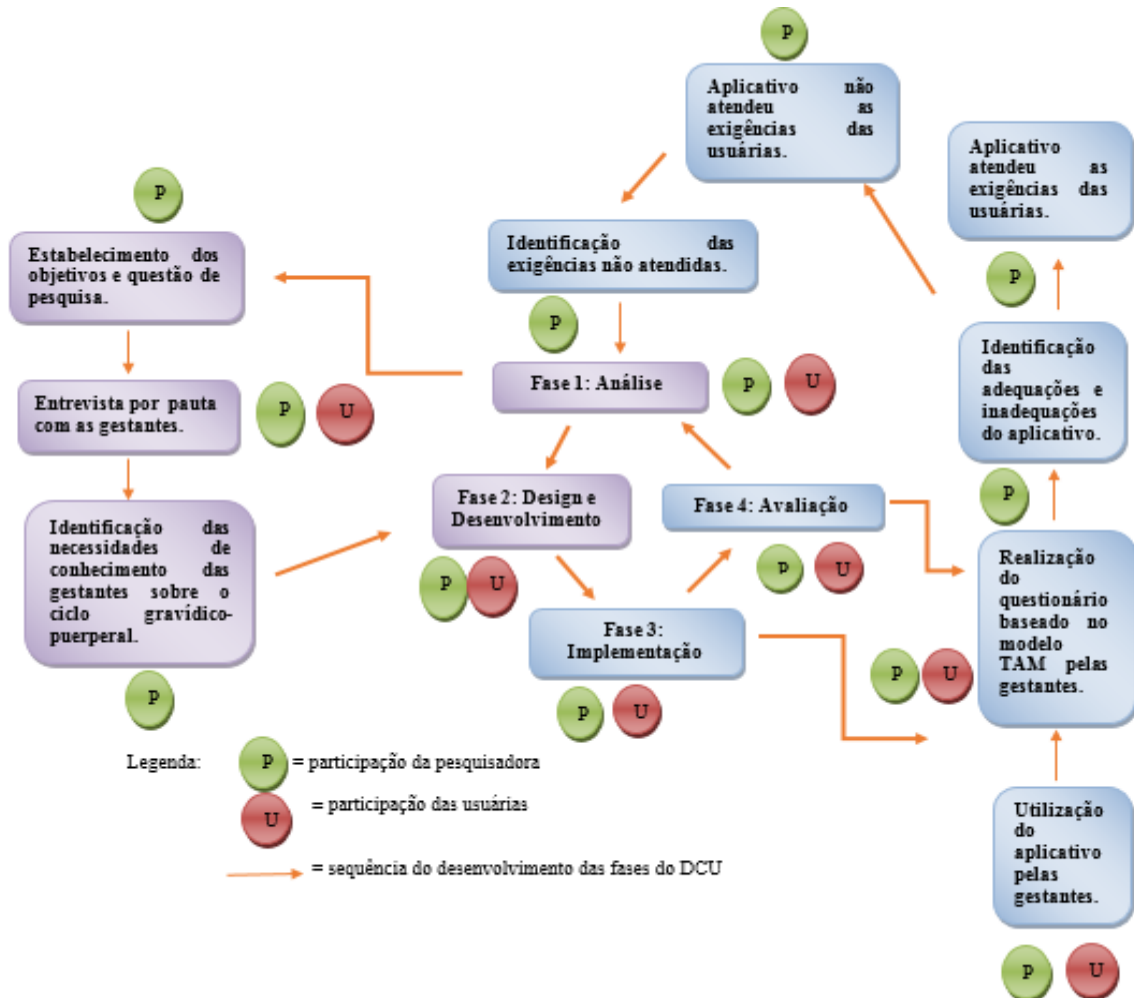 P
Aplicativo não
atendeu as
exigências das
usuárias.
Aplicativo
atendeu as
exigências das
usuárias.
P
P
Estabelecimento dos
objetivos e questão de
pesquisa.
Identificação das
exigências não atendidas.
P
Identificação
das
adequações e
inadequações
do aplicativo.
P
Entrevista por pauta
com as gestantes.
P
U
Fase 1: Análise
P
U
Identificação das
necessidades de
conhecimento das
gestantes sobre o
ciclo gravídico-
puerperal.
P
Fase 2: Design e
Desenvolvimento
P
U
Fase 4: Avaliação
P
U
Fase 3:
Implementação
P
U
Realização
do
questionário
baseado no
modelo
TAM pelas
gestantes.
P
U
Utilização
do
aplicativo
pelas
gestantes.
P
U
Legenda:
P = participação da pesquisadora
U = participação das usuárias
= sequência do desenvolvimento das fases do DCU